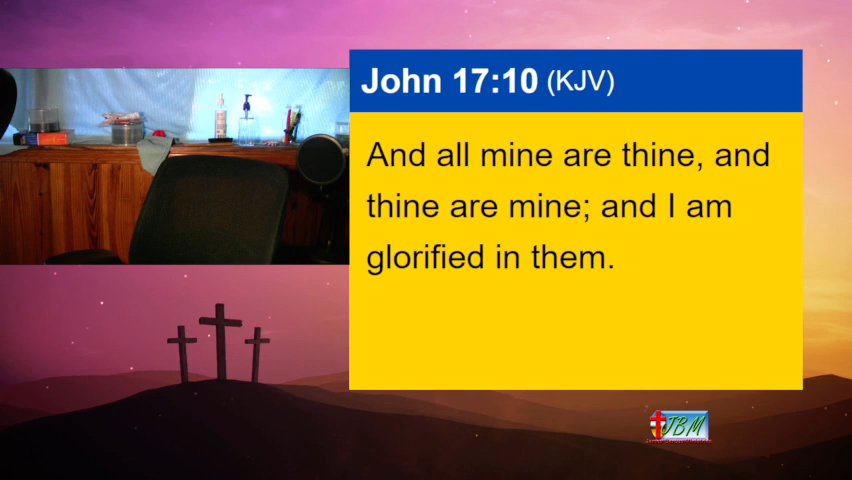 John 17:10 (KJV)
And all mine are thine, and
thine are mine; and I am
glorified in them.
JBM